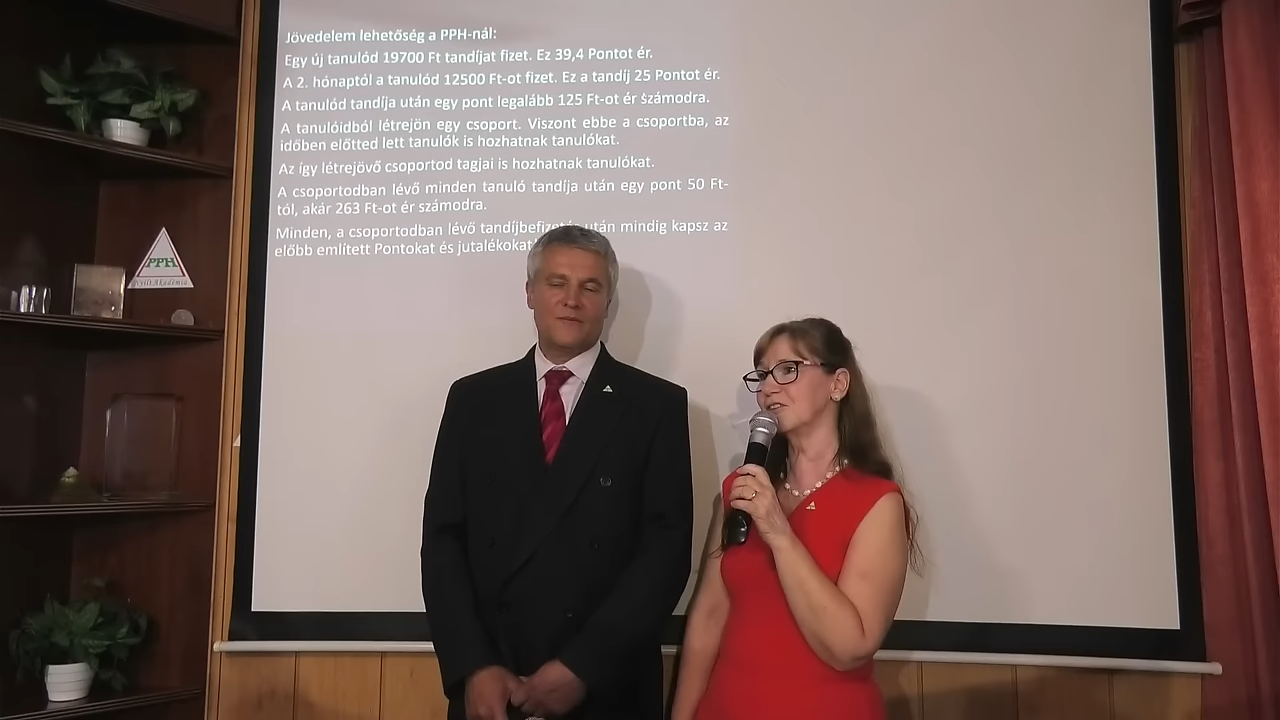 Jövedelem lehetőség a PPH-nál:
Egy új tanulód 19700 Ft tandíjat fizet. Ez 39,4 Pontot ér.
A 2. hónaptól a tanulód 12500 Ft-ot fizet. Ez a tandíj 25 Pontot ér.
A tanulód tandíja után egy pont legalább 125 Ft-ot ér számodra.
A tanulóidból létrejön egy csoport. Viszont ebbe a csoportba, az
időben előtted lett tanulók is hozhatnak tanulókat.
Az így létrejövő csoportod tagjai is hozhatnak tanulókat.
A csoportodban lévő minden tanuló tandíja után egy pont 50 Ft-
tól, akár 263 Ft-ot ér számodra.
Minden, a csoportodban lévő tandíjbefizetés után mindig kapsz az
előbb említett Pontokat és jutalékokat
PPH
Nyílt Akadémia